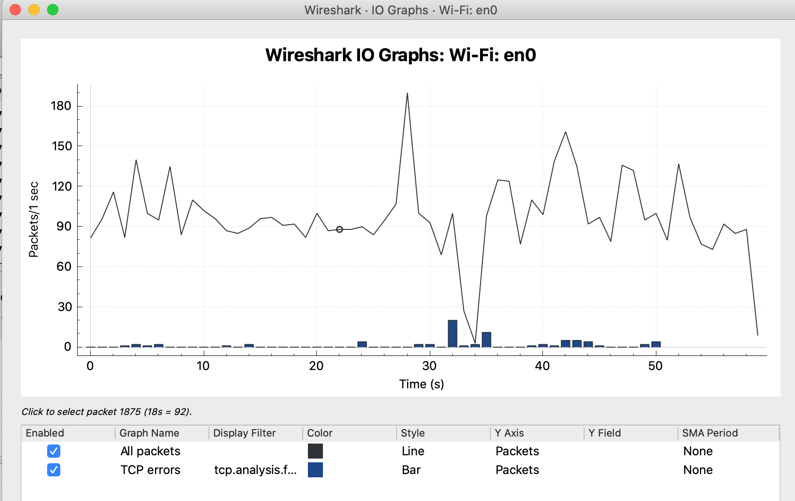 Wireshark · IO Graphs · Wi-Fi: en0
Wireshark IO Graphs: Wi-Fi: en0
180
150
120
90
60
30
0
Packets/1 sec
0 10 20 30 40 50
Time (s)
Click to select packet 1875 (18s = 92).
Enabled Graph Name Display Filter Color Style Y Axis Y Field SMA Period
All packets Line Packets None
TCP errors tcp.analysis.f... Bar Packets None